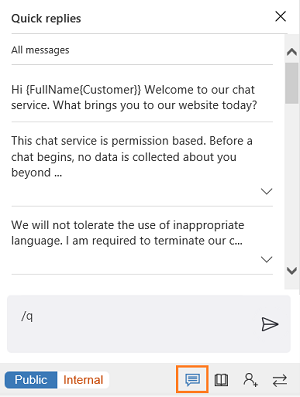 Quick replies
All messages
Hi {FullName{Customer}} Welcome to our chat
service. What brings you to our website today?
This chat service is permission based. Before a
chat begins, no data is collected about you
beyond ...
We will not tolerate the use of inappropriate
language. I am required to terminate our c...
/q
Public Internal